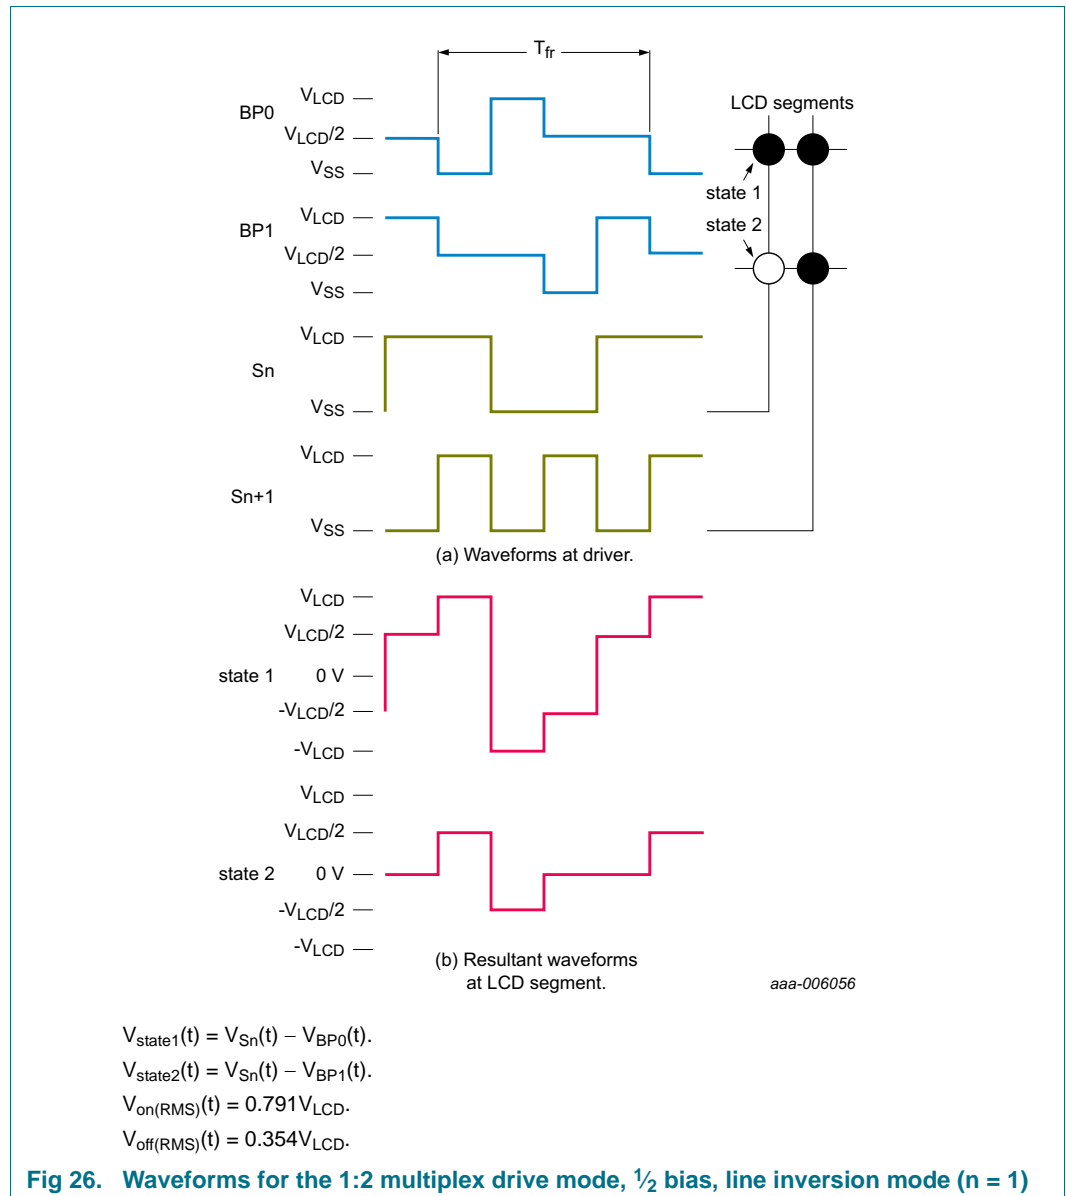 Tfr
BP0
VLCD
VLCD/2
VSS
LCD segments
state 1
state 2
BP1
VLCD
VLCD/2
VSS
Sn
VLCD
VSS
Sn+1
VLCD
VSS
(a) Waveforms at driver.
state 1
VLCD
VLCD/2
0 V
-VLCD/2
-VLCD
state 2
VLCD
VLCD/2
0 V
-VLCD/2
-VLCD
(b) Resultant waveforms
at LCD segment.
aaa-006056
Vstate1(t) = VSn(t) − VBP0(t).
Vstate2(t) = VSn(t) − VBP1(t).
Von(RMS)(t) = 0.791VLCD.
Voff(RMS)(t) = 0.354VLCD.
Fig 26. Waveforms for the 1:2 multiplex drive mode, 1⁄2 bias, line inversion mode (n = 1)